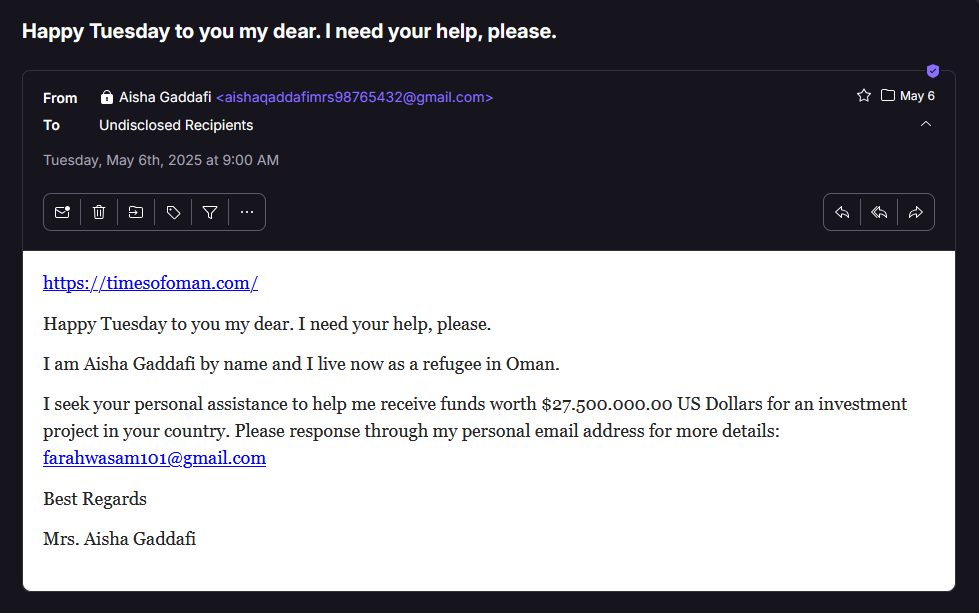 Happy Tuesday to you my dear. I need your help, please.
From Aisha Gaddafi <aishaqaddafimrs98765432@gmail.com> May 6
To Undisclosed Recipients
Tuesday, May 6th, 2025 at 9:00 AM
https://timesofoman.com/
Happy Tuesday to you my dear. I need your help, please.
I am Aisha Gaddafi by name and I live now as a refugee in Oman.
I seek your personal assistance to help me receive funds worth $27.500.000.00 US Dollars for an investment
project in your country. Please response through my personal email address for more details:
farahwasam101@gmail.com
Best Regards
Mrs. Aisha Gaddafi